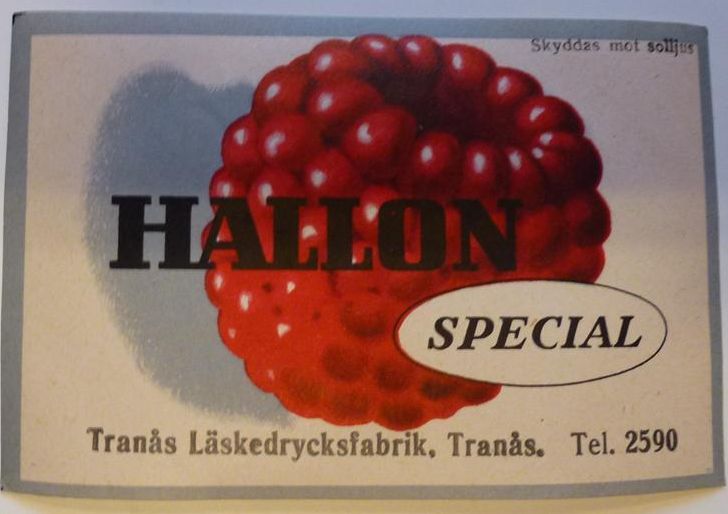 Skyddas mot solljus
HALLON
SPECIAL
Tranås Läskedrycksfabrik, Tranås. Tel. 2590